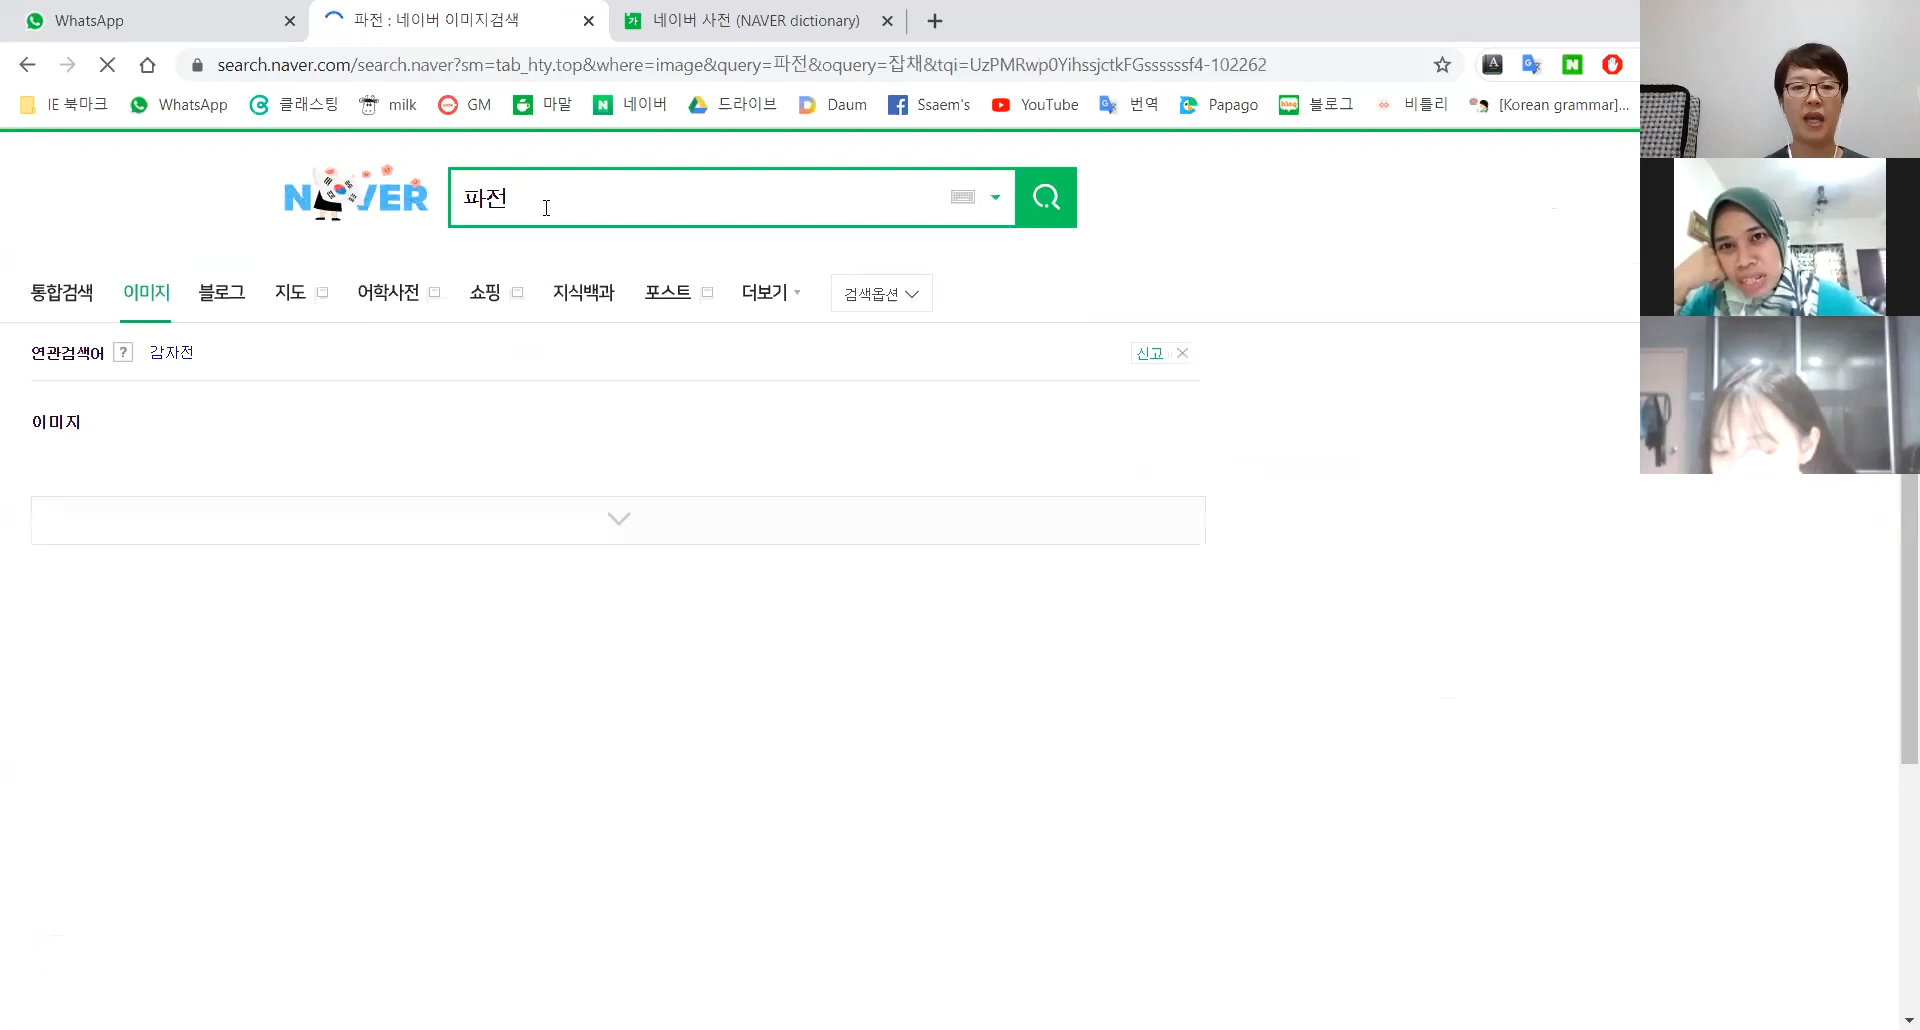 WhatsApp
파전 : 네이버 이미지검색
네이버 사전 (NAVER dictionary)
search.naver.com/search.naver?sm=tab_hty.top&where=image&query=파전&oquery=잡채&tqi=UzPMRwp0YihssjctkFGssssssf4-102262
IE 북마크 WhatsApp 클래스팅 milk GM 마말 네이버 드라이브 Daum Ssaem's YouTube 번역 Papago 블로그 비틀리 [Korean grammar]...
NAVER
파전
통합검색 이미지 블로그 지도 어학사전 쇼핑 지식백과 포스트 더보기 검색옵션
연관검색어 ? 감자전 신고
이미지